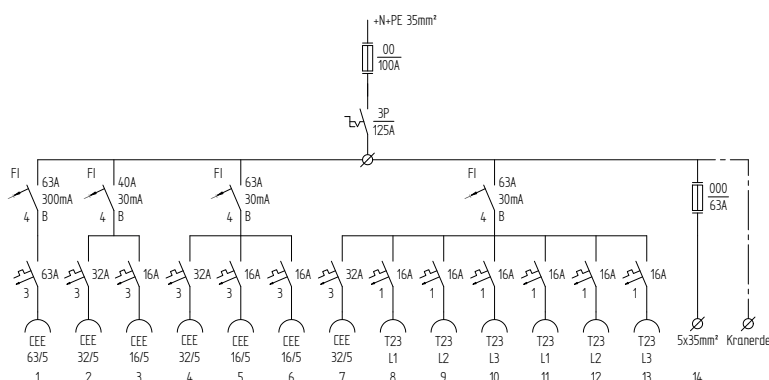 +N+PE 35mm²
00
100A
3P
125A
FI 63A
300mA
4 B
FI 40A
30mA
4 B
FI 63A
30mA
4 B
FI 63A
30mA
4 B
000
63A
63A 32A 16A 32A 16A 16A 32A 16A 16A 16A 16A 16A 16A
3 3 3 3 3 3 3 1 1 1 1 1 1
CEE CEE CEE CEE CEE CEE CEE T23 T23 T23 T23 T23 T23 5x35mm² Kranerde
63/5 32/5 16/5 32/5 16/5 16/5 32/5 L1 L2 L3 L1 L2 L3
1 2 3 4 5 6 7 8 9 10 11 12 13 14